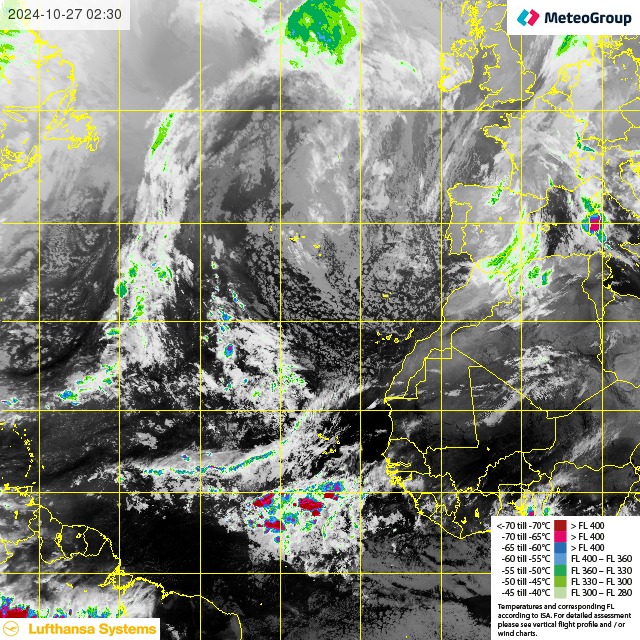 2024-10-27 02:30
MeteoGroup
<-70 till -70°C > FL 400
-70 till -65°C > FL 400
-65 till -60°C > FL 400
-60 till -55°C FL 400 – FL 360
-55 till -50°C FL 360 – FL 330
-50 till -45°C FL 330 – FL 300
-45 till -40°C FL 300 – FL 280
Temperatures and corresponding FL
according to ISA. For detailed assessment
please see vertical flight profile and / or
wind charts.
Lufthansa Systems